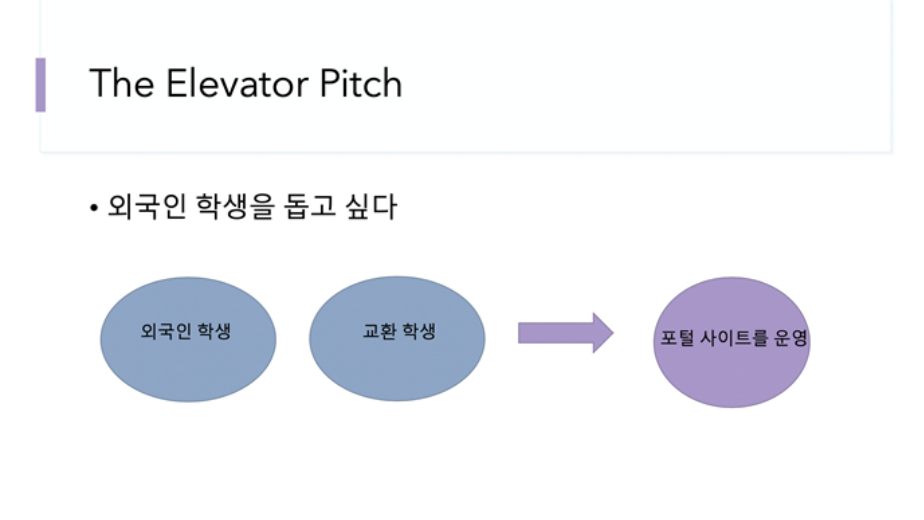 The Elevator Pitch
• 외국인 학생을 돕고 싶다
외국인 학생
교환 학생
포털 사이트를 운영